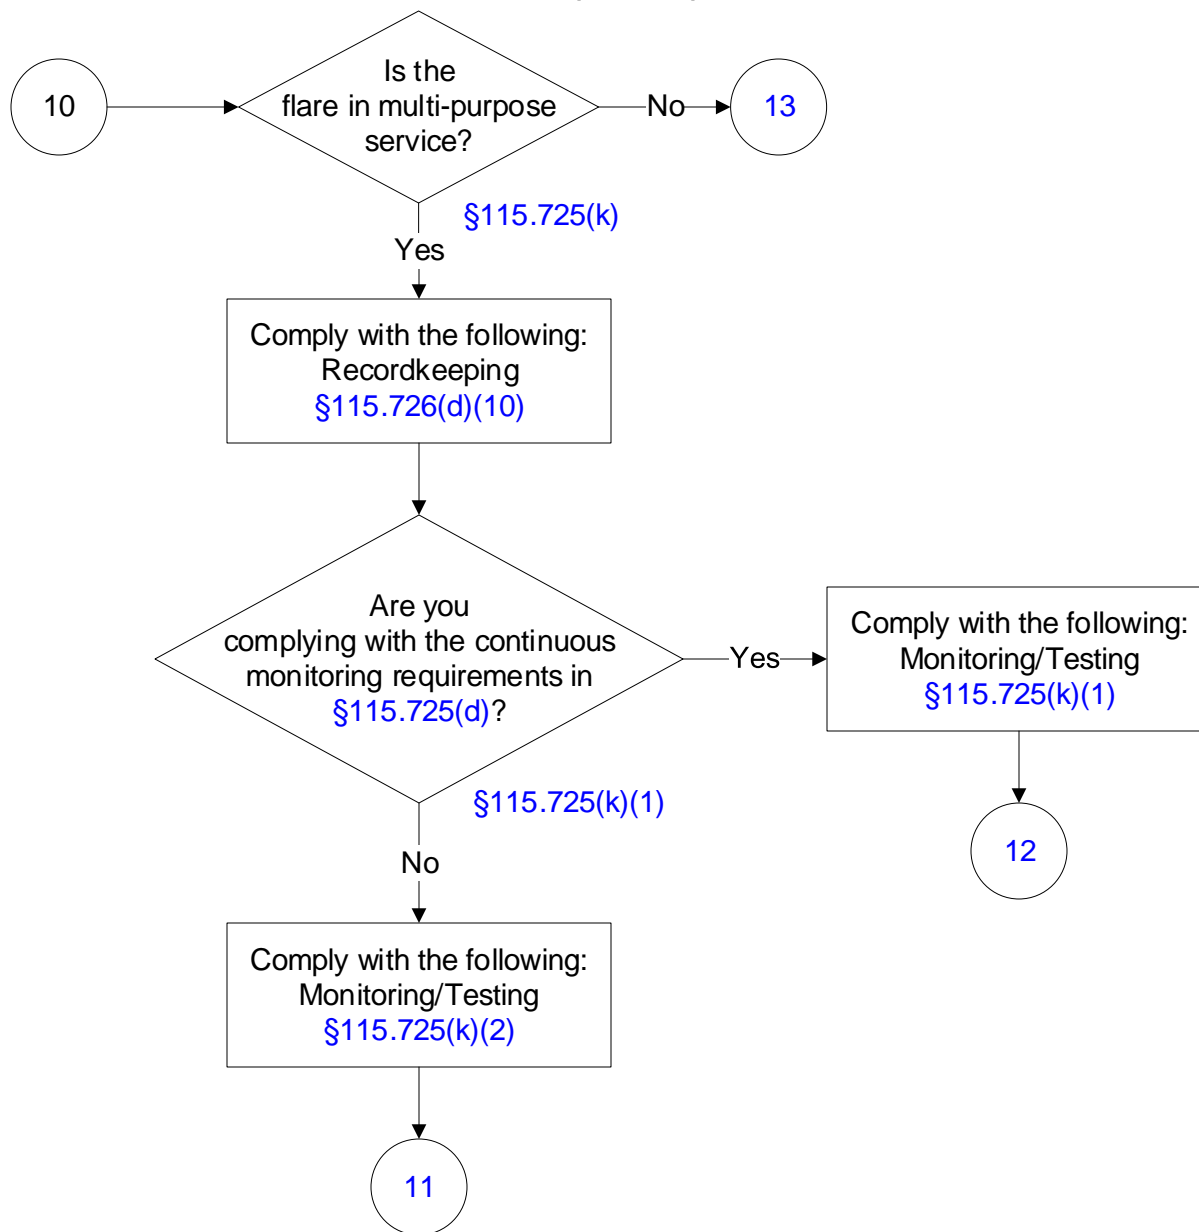 Is the
10
flare in multi-purpose
No
13
service?
§115.725(k)
Yes
Comply with the following:
Recordkeeping
§115.726(d)(10)
Are you
complying with the continuous
monitoring requirements in
§115.725(d)?
Yes
Comply with the following:
Monitoring/Testing
§115.725(k)(1)
§115.725(k)(1)
12
No
Comply with the following:
Monitoring/Testing
§115.725(k)(2)
11